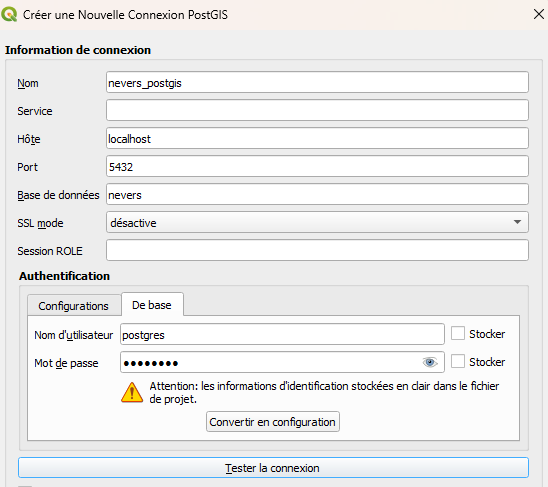 Créer une Nouvelle Connexion PostGIS
Information de connexion
Nom nevers_postgis
Service
Hôte localhost
Port 5432
Base de données nevers
SSL mode désactive
Session ROLE
Authentification
Configurations De base
Nom d'utilisateur postgres Stocker
Mot de passe ●●●●●●●● Stocker
Attention: les informations d'identification stockées en clair dans le fichier
de projet.
Convertir en configuration
Tester la connexion